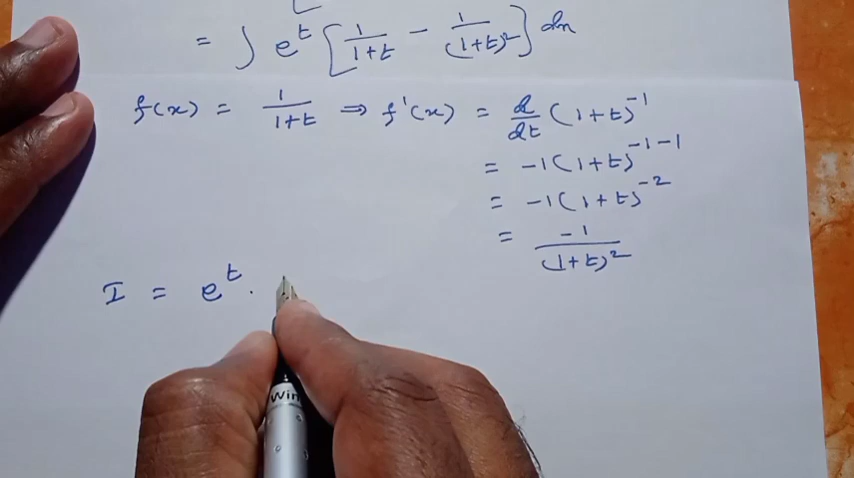 = ∫ e^t [ 1/(1+t) - 1/(1+t)^2 ] dx
f(x) = 1/(1+t) ⇒ f'(x) = d/dt (1+t)^-1
= -1(1+t)^-1-1
= -1(1+t)^-2
= -1/(1+t)^2
I = e^t .
Win